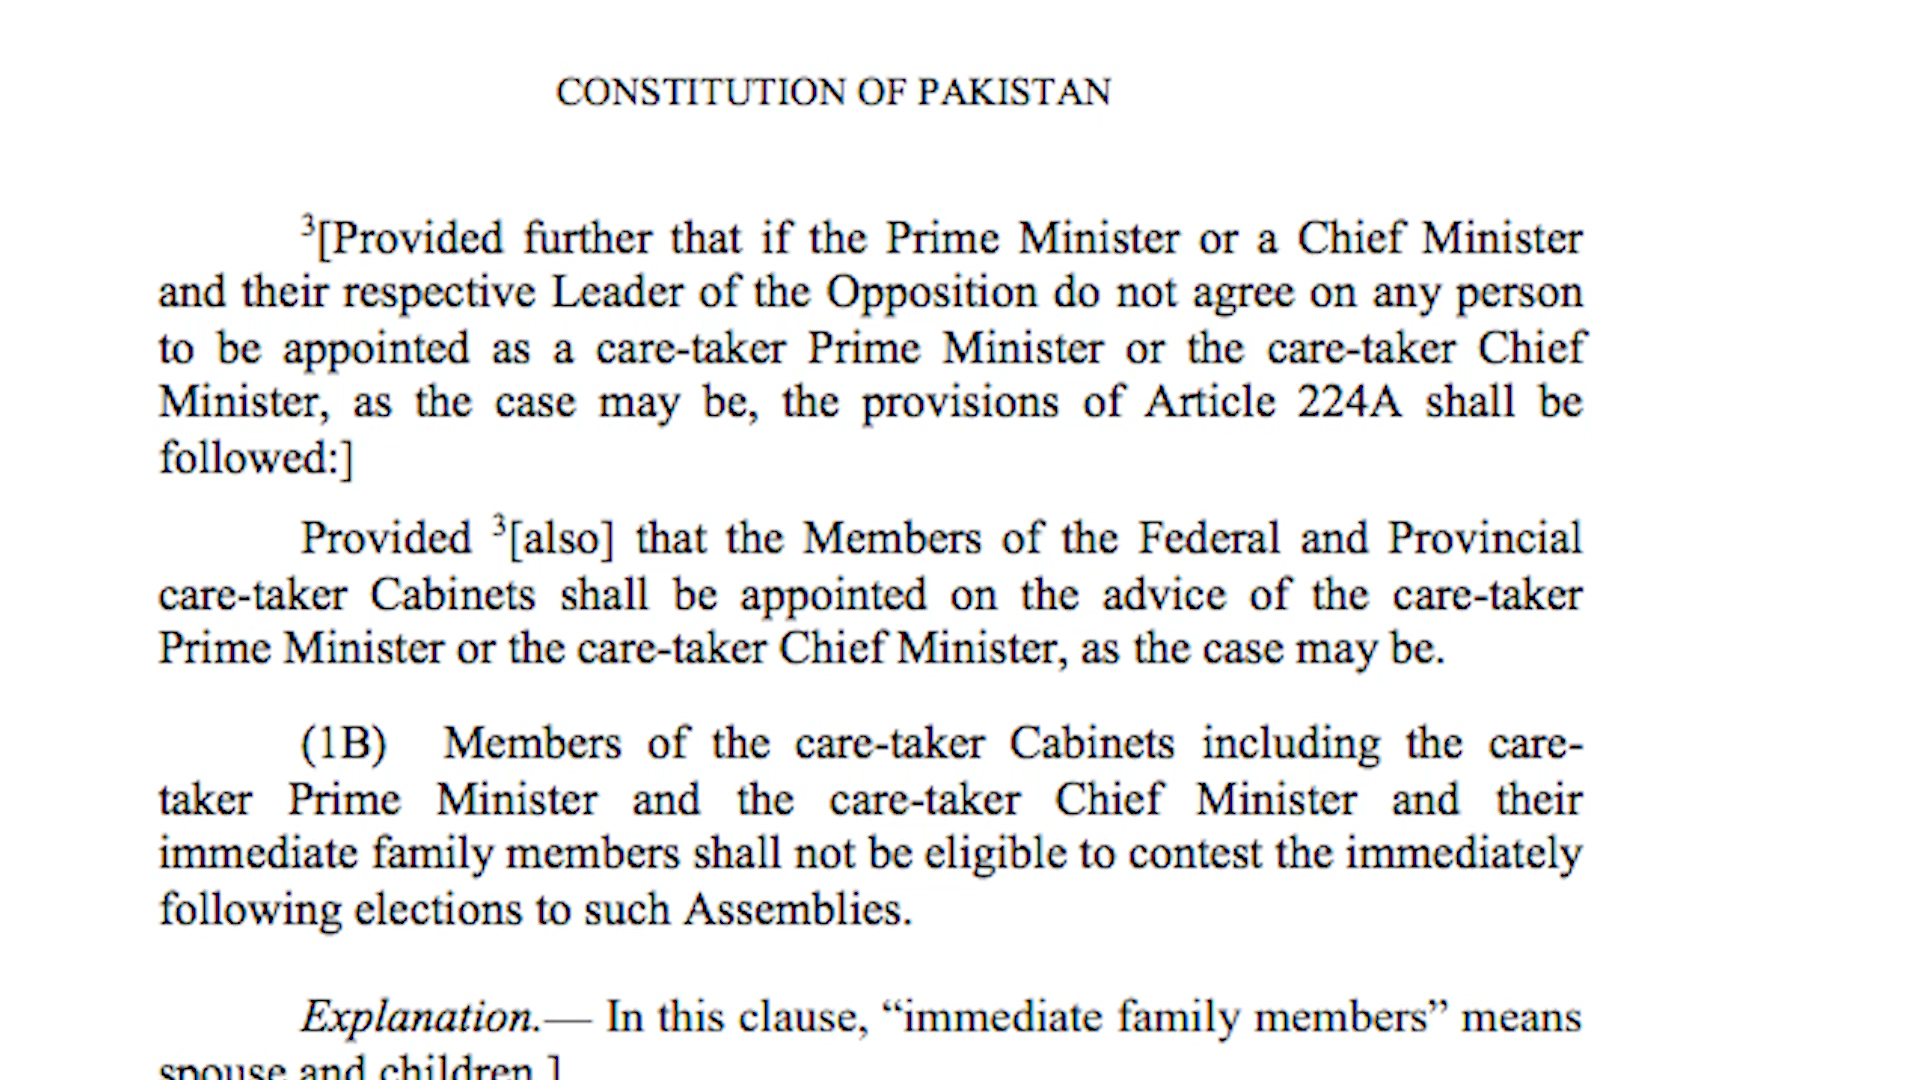 CONSTITUTION OF PAKISTAN
³[Provided further that if the Prime Minister or a Chief Minister
and their respective Leader of the Opposition do not agree on any person
to be appointed as a care-taker Prime Minister or the care-taker Chief
Minister, as the case may be, the provisions of Article 224A shall be
followed:]
Provided ³[also] that the Members of the Federal and Provincial
care-taker Cabinets shall be appointed on the advice of the care-taker
Prime Minister or the care-taker Chief Minister, as the case may be.
(1B) Members of the care-taker Cabinets including the care-
taker Prime Minister and the care-taker Chief Minister and their
immediate family members shall not be eligible to contest the immediately
following elections to such Assemblies.
Explanation.— In this clause, “immediate family members” means
spouse and children.]